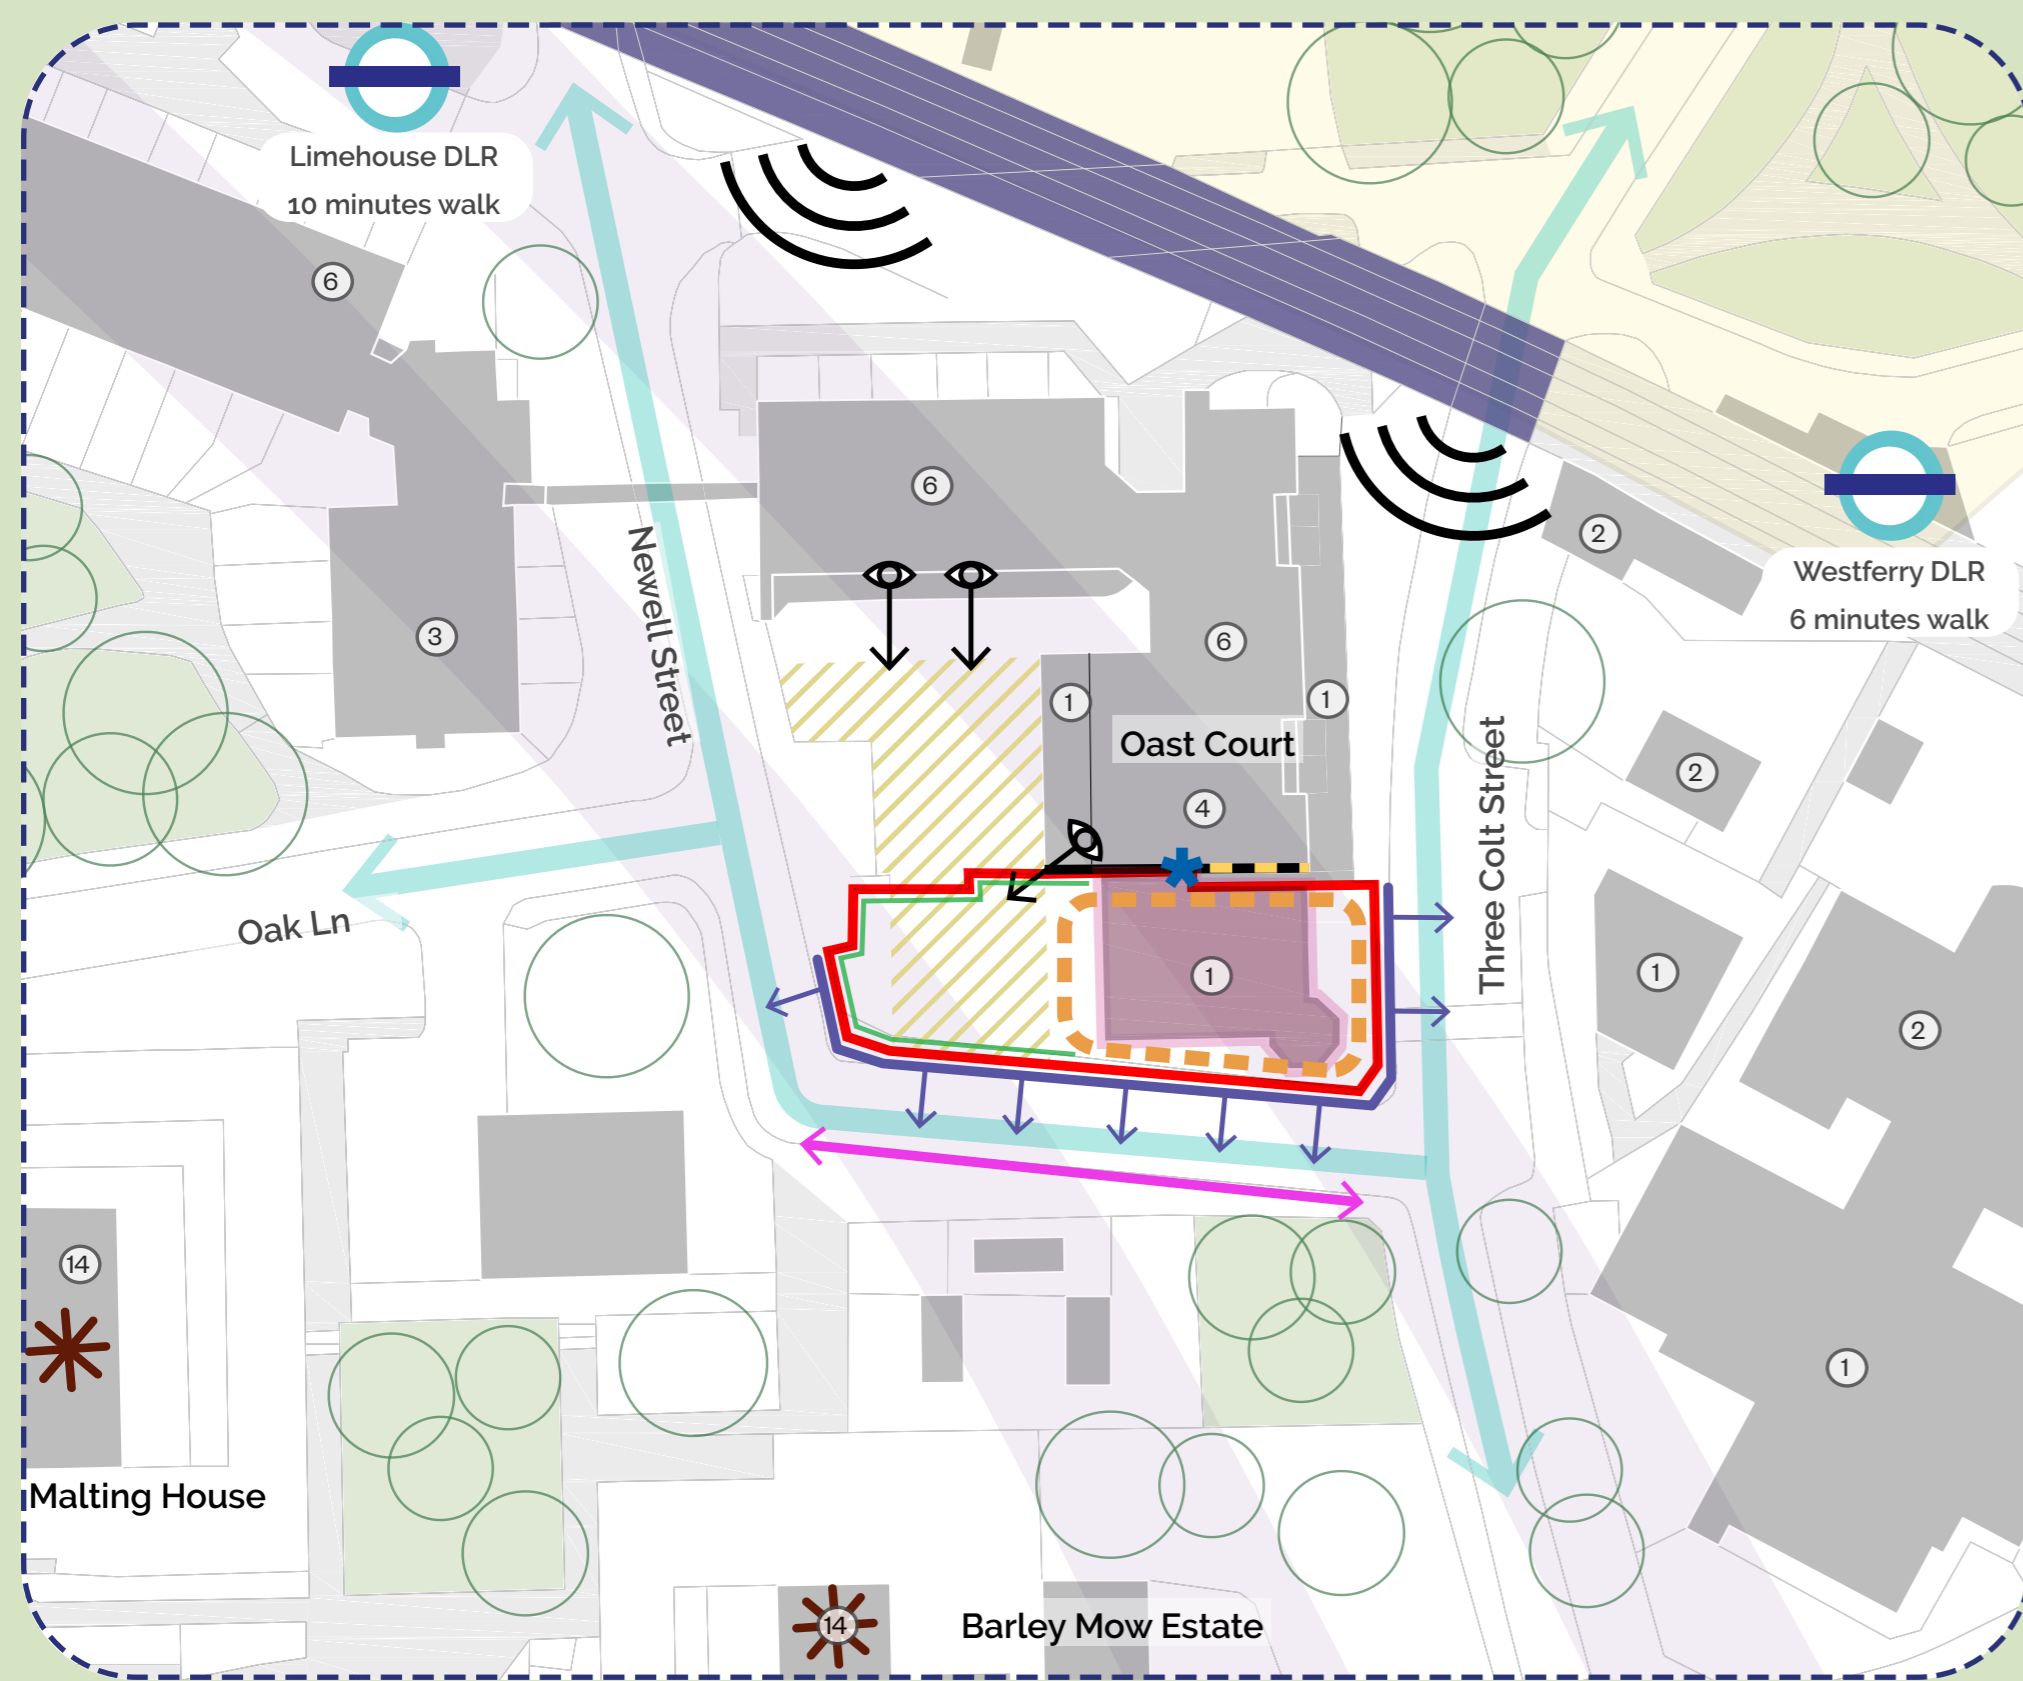 Limehouse DLR
10 minutes walk
6
6
3
Newell Street
2
Westferry DLR
6 minutes walk
6
1
1
Oast Court
2
4
Three Colt Street
Oak Ln
1
1
2
14
1
Malting House
14
Barley Mow Estate